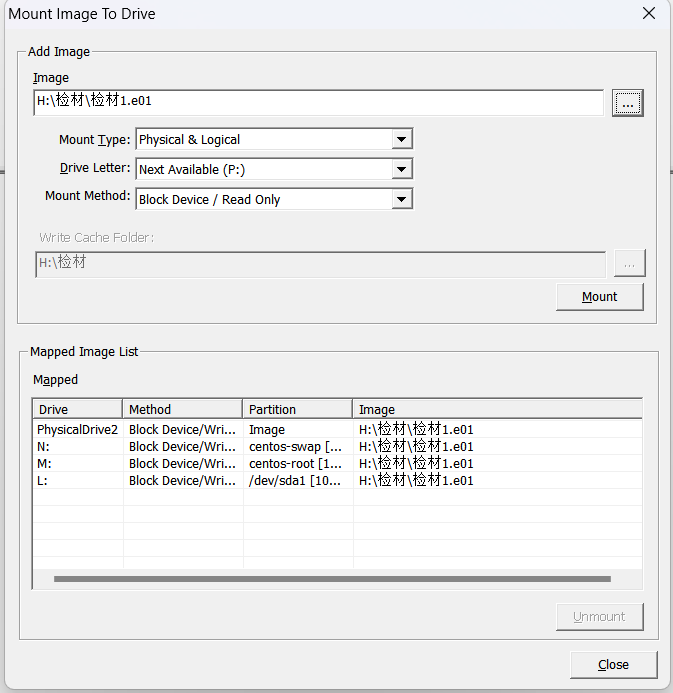 Mount Image To Drive
Add Image
Image
H:\检材\检材1.e01
...
Mount Type: Physical & Logical
Drive Letter: Next Available (P:)
Mount Method: Block Device / Read Only
Write Cache Folder:
H:\检材
...
Mount
Mapped Image List
Mapped
Drive Method Partition Image
PhysicalDrive2 Block Device/Wri... Image H:\检材\检材1.e01
N: Block Device/Wri... centos-swap [... H:\检材\检材1.e01
M: Block Device/Wri... centos-root [1... H:\检材\检材1.e01
L: Block Device/Wri... /dev/sda1 [10... H:\检材\检材1.e01
Unmount
Close